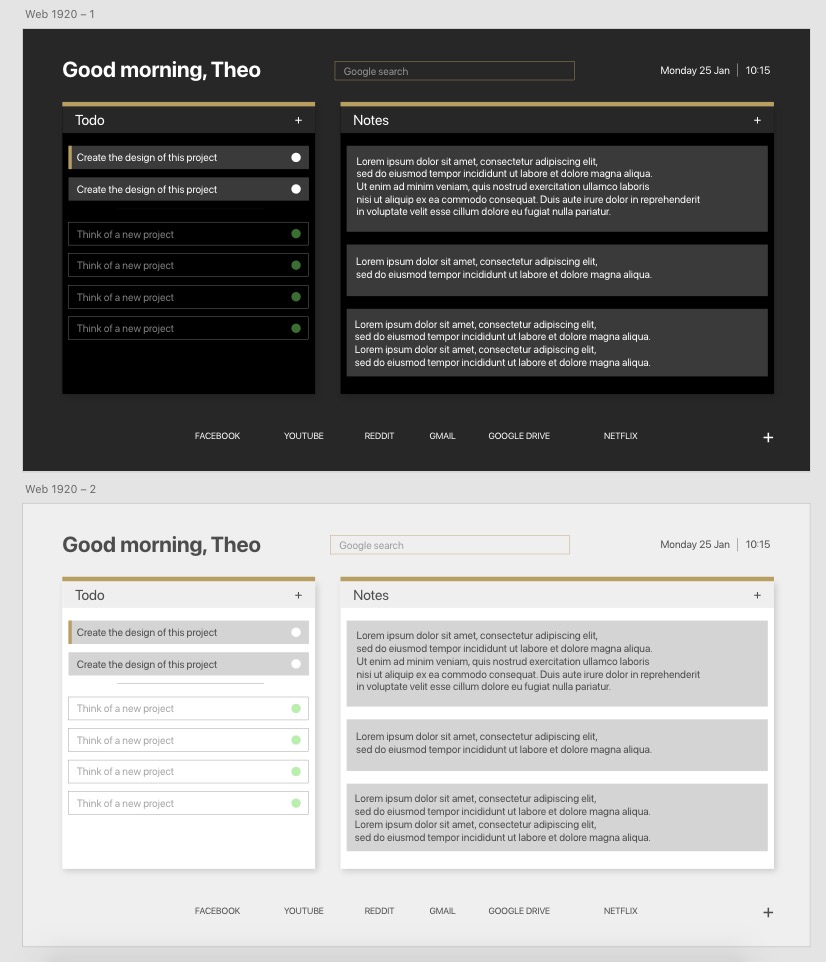 Web 1920 – 1
Good morning, Theo
Google search
Monday 25 Jan | 10:15
Todo +
Create the design of this project
Create the design of this project
Think of a new project
Think of a new project
Think of a new project
Think of a new project
Notes +
Lorem ipsum dolor sit amet, consectetur adipiscing elit,
sed do eiusmod tempor incididunt ut labore et dolore magna aliqua.
Ut enim ad minim veniam, quis nostrud exercitation ullamco laboris
nisi ut aliquip ex ea commodo consequat. Duis aute irure dolor in reprehenderit
in voluptate velit esse cillum dolore eu fugiat nulla pariatur.
Lorem ipsum dolor sit amet, consectetur adipiscing elit,
sed do eiusmod tempor incididunt ut labore et dolore magna aliqua.
Lorem ipsum dolor sit amet, consectetur adipiscing elit,
sed do eiusmod tempor incididunt ut labore et dolore magna aliqua.
Lorem ipsum dolor sit amet, consectetur adipiscing elit,
sed do eiusmod tempor incididunt ut labore et dolore magna aliqua.
FACEBOOK YOUTUBE REDDIT GMAIL GOOGLE DRIVE NETFLIX +
Web 1920 – 2
Good morning, Theo
Google search
Monday 25 Jan | 10:15
Todo +
Create the design of this project
Create the design of this project
Think of a new project
Think of a new project
Think of a new project
Think of a new project
Notes +
Lorem ipsum dolor sit amet, consectetur adipiscing elit,
sed do eiusmod tempor incididunt ut labore et dolore magna aliqua.
Ut enim ad minim veniam, quis nostrud exercitation ullamco laboris
nisi ut aliquip ex ea commodo consequat. Duis aute irure dolor in reprehenderit
in voluptate velit esse cillum dolore eu fugiat nulla pariatur.
Lorem ipsum dolor sit amet, consectetur adipiscing elit,
sed do eiusmod tempor incididunt ut labore et dolore magna aliqua.
Lorem ipsum dolor sit amet, consectetur adipiscing elit,
sed do eiusmod tempor incididunt ut labore et dolore magna aliqua.
Lorem ipsum dolor sit amet, consectetur adipiscing elit,
sed do eiusmod tempor incididunt ut labore et dolore magna aliqua.
FACEBOOK YOUTUBE REDDIT GMAIL GOOGLE DRIVE NETFLIX +